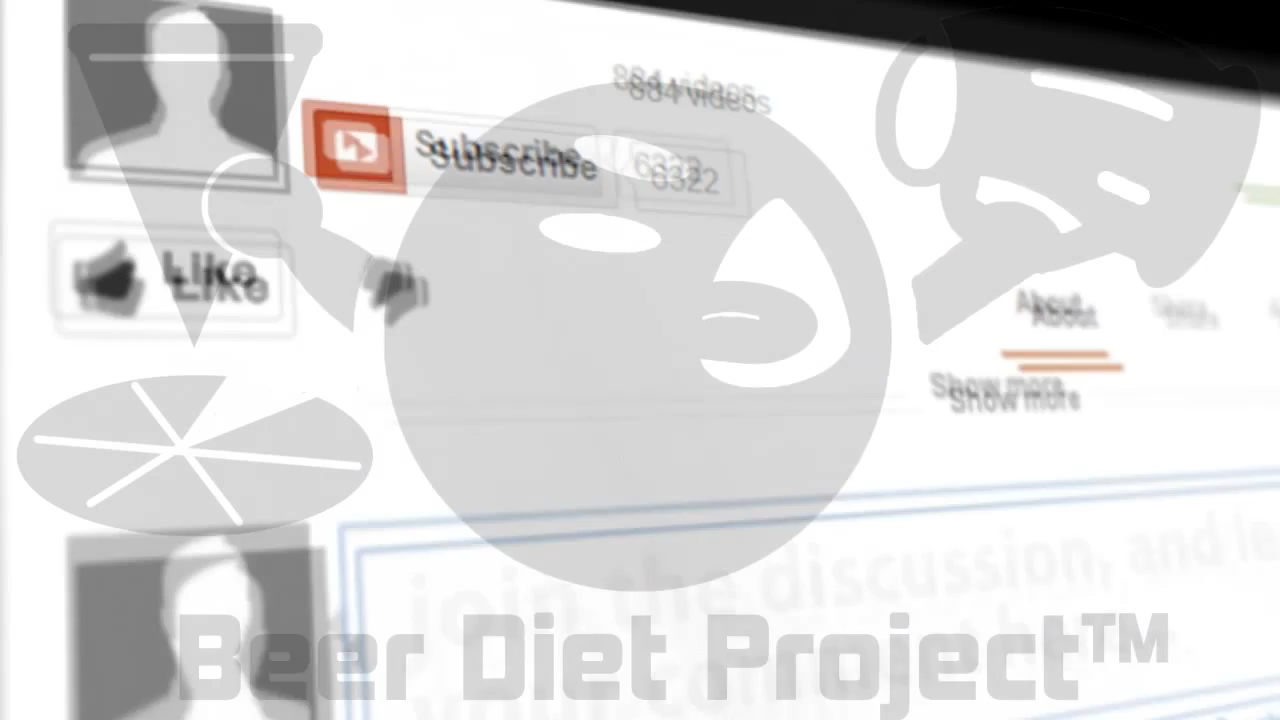 884 videos
Subscribe 6322
Like
About
Show more
join the discussion, and le
Beer Diet Project™